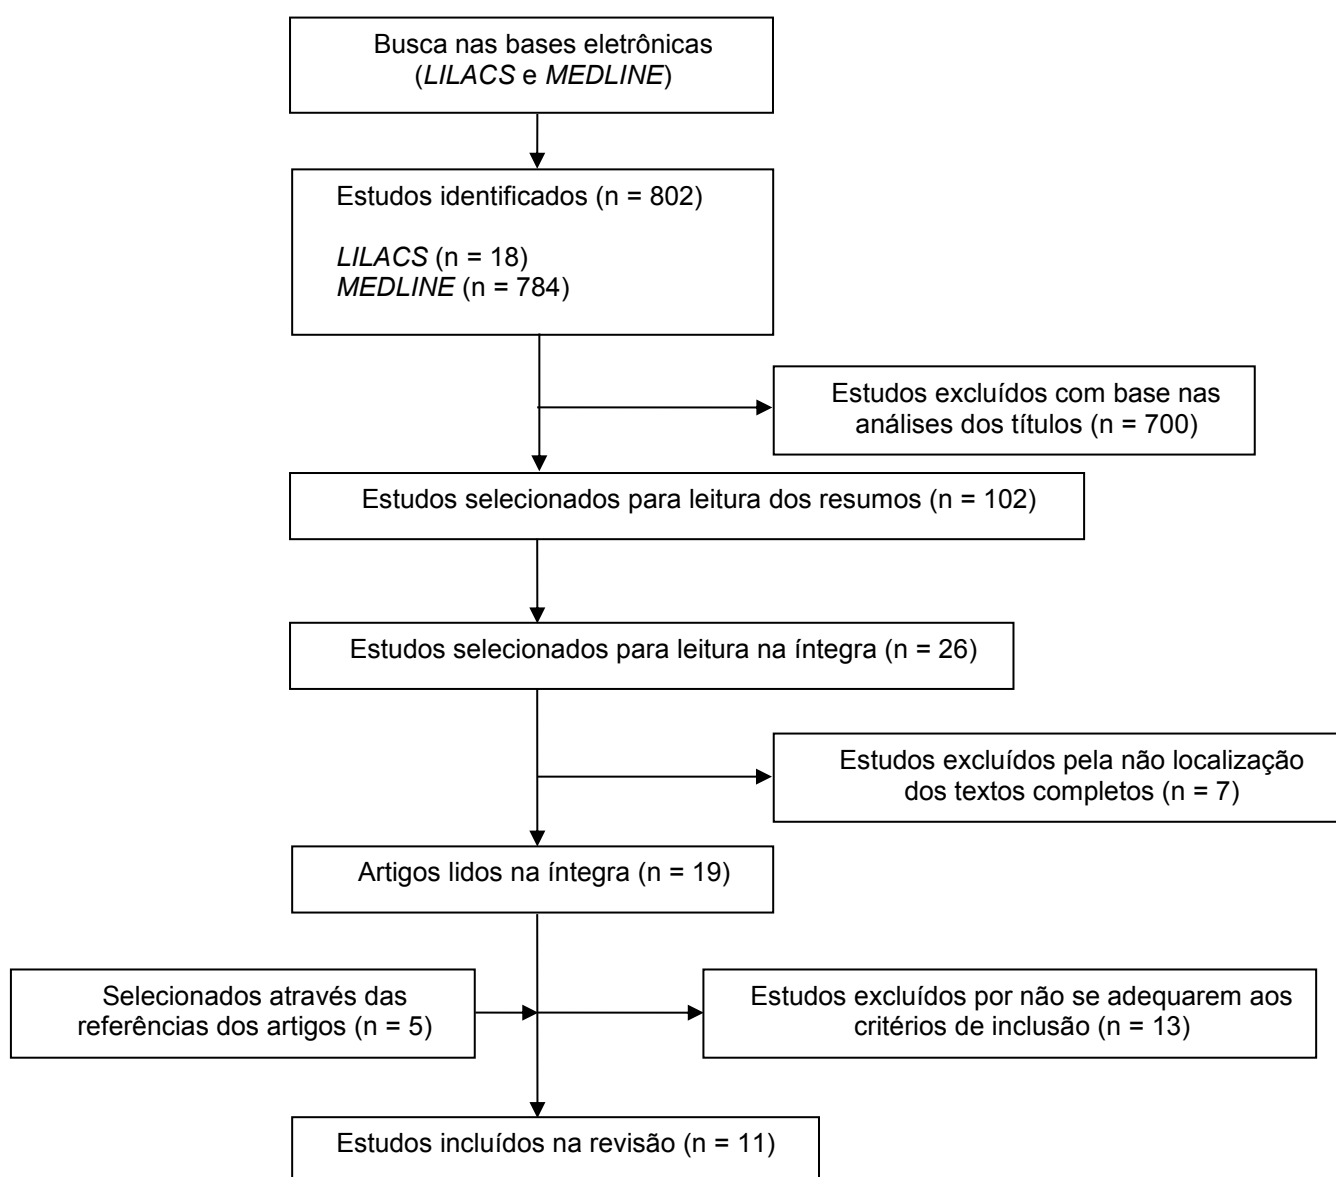 Busca nas bases eletrônicas
(LILACS e MEDLINE)
Estudos identificados (n = 802)
LILACS (n = 18)
MEDLINE (n = 784)
Estudos excluídos com base nas
análises dos títulos (n = 700)
Estudos selecionados para leitura dos resumos (n = 102)
Estudos selecionados para leitura na íntegra (n = 26)
Estudos excluídos pela não localização
dos textos completos (n = 7)
Artigos lidos na íntegra (n = 19)
Selecionados através das
referências dos artigos (n = 5)
Estudos excluídos por não se adequarem aos
critérios de inclusão (n = 13)
Estudos incluídos na revisão (n = 11)